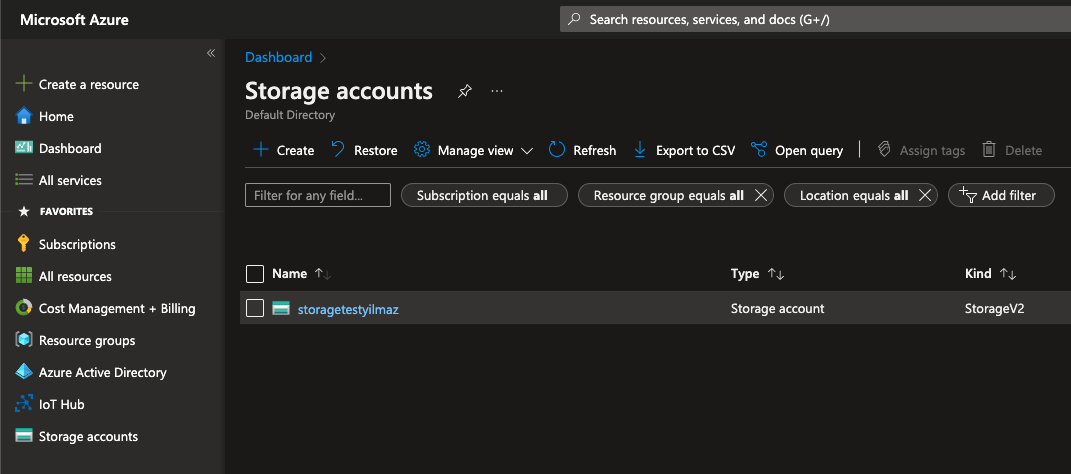 Microsoft Azure
Search resources, services, and docs (G+/)
«
Create a resource
Home
Dashboard
All services
FAVORITES
Subscriptions
All resources
Cost Management + Billing
Resource groups
Azure Active Directory
IoT Hub
Storage accounts
Dashboard >
Storage accounts ...
Default Directory
Create Restore Manage view Refresh Export to CSV Open query Assign tags Delete
Filter for any field... Subscription equals all Resource group equals all Location equals all Add filter
Name ↑↓ Type ↑↓ Kind ↑↓
storagetestyilmaz Storage account StorageV2